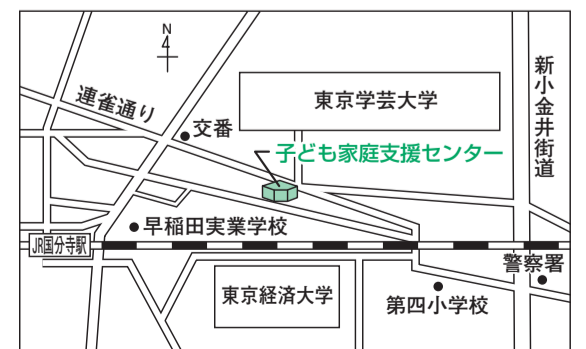 N
連雀通り
交番
東京学芸大学
新小金井街道
子ども家庭支援センター
早稲田実業学校
JR国分寺駅
東京経済大学
第四小学校
警察署